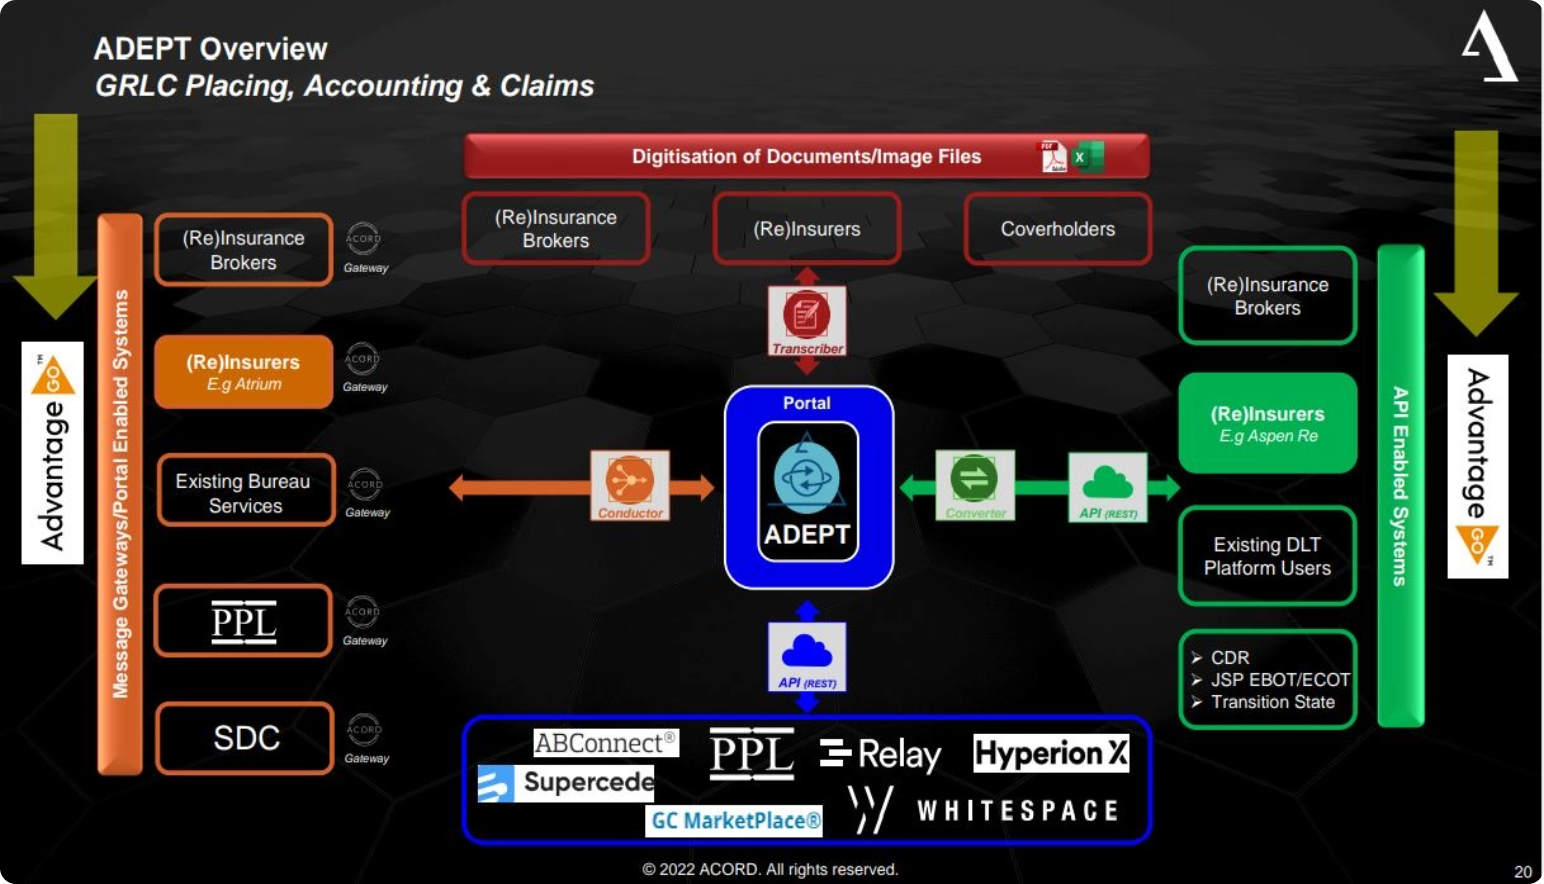 ADEPT Overview
GRLC Placing, Accounting & Claims
Digitisation of Documents/Image Files
PDF
Adobe
X
(Re)Insurance
Brokers
(Re)Insurers
Coverholders
Transcriber
Advantage GO™
Message Gateways/Portal Enabled Systems
(Re)Insurance
Brokers
ACORD
Gateway
(Re)Insurers
E.g Atrium
ACORD
Gateway
Existing Bureau
Services
ACORD
Gateway
PPL
ACORD
Gateway
SDC
ACORD
Gateway
Conductor
Portal
ADEPT
Converter
API (REST)
(Re)Insurance
Brokers
(Re)Insurers
E.g Aspen Re
Existing DLT
Platform Users
➢ CDR
➢ JSP EBOT/ECOT
➢ Transition State
API Enabled Systems
Advantage GO™
API (REST)
ABConnect®
PPL
Relay
Hyperion X
Supercede
GC MarketPlace®
WHITESPACE
© 2022 ACORD. All rights reserved.
20